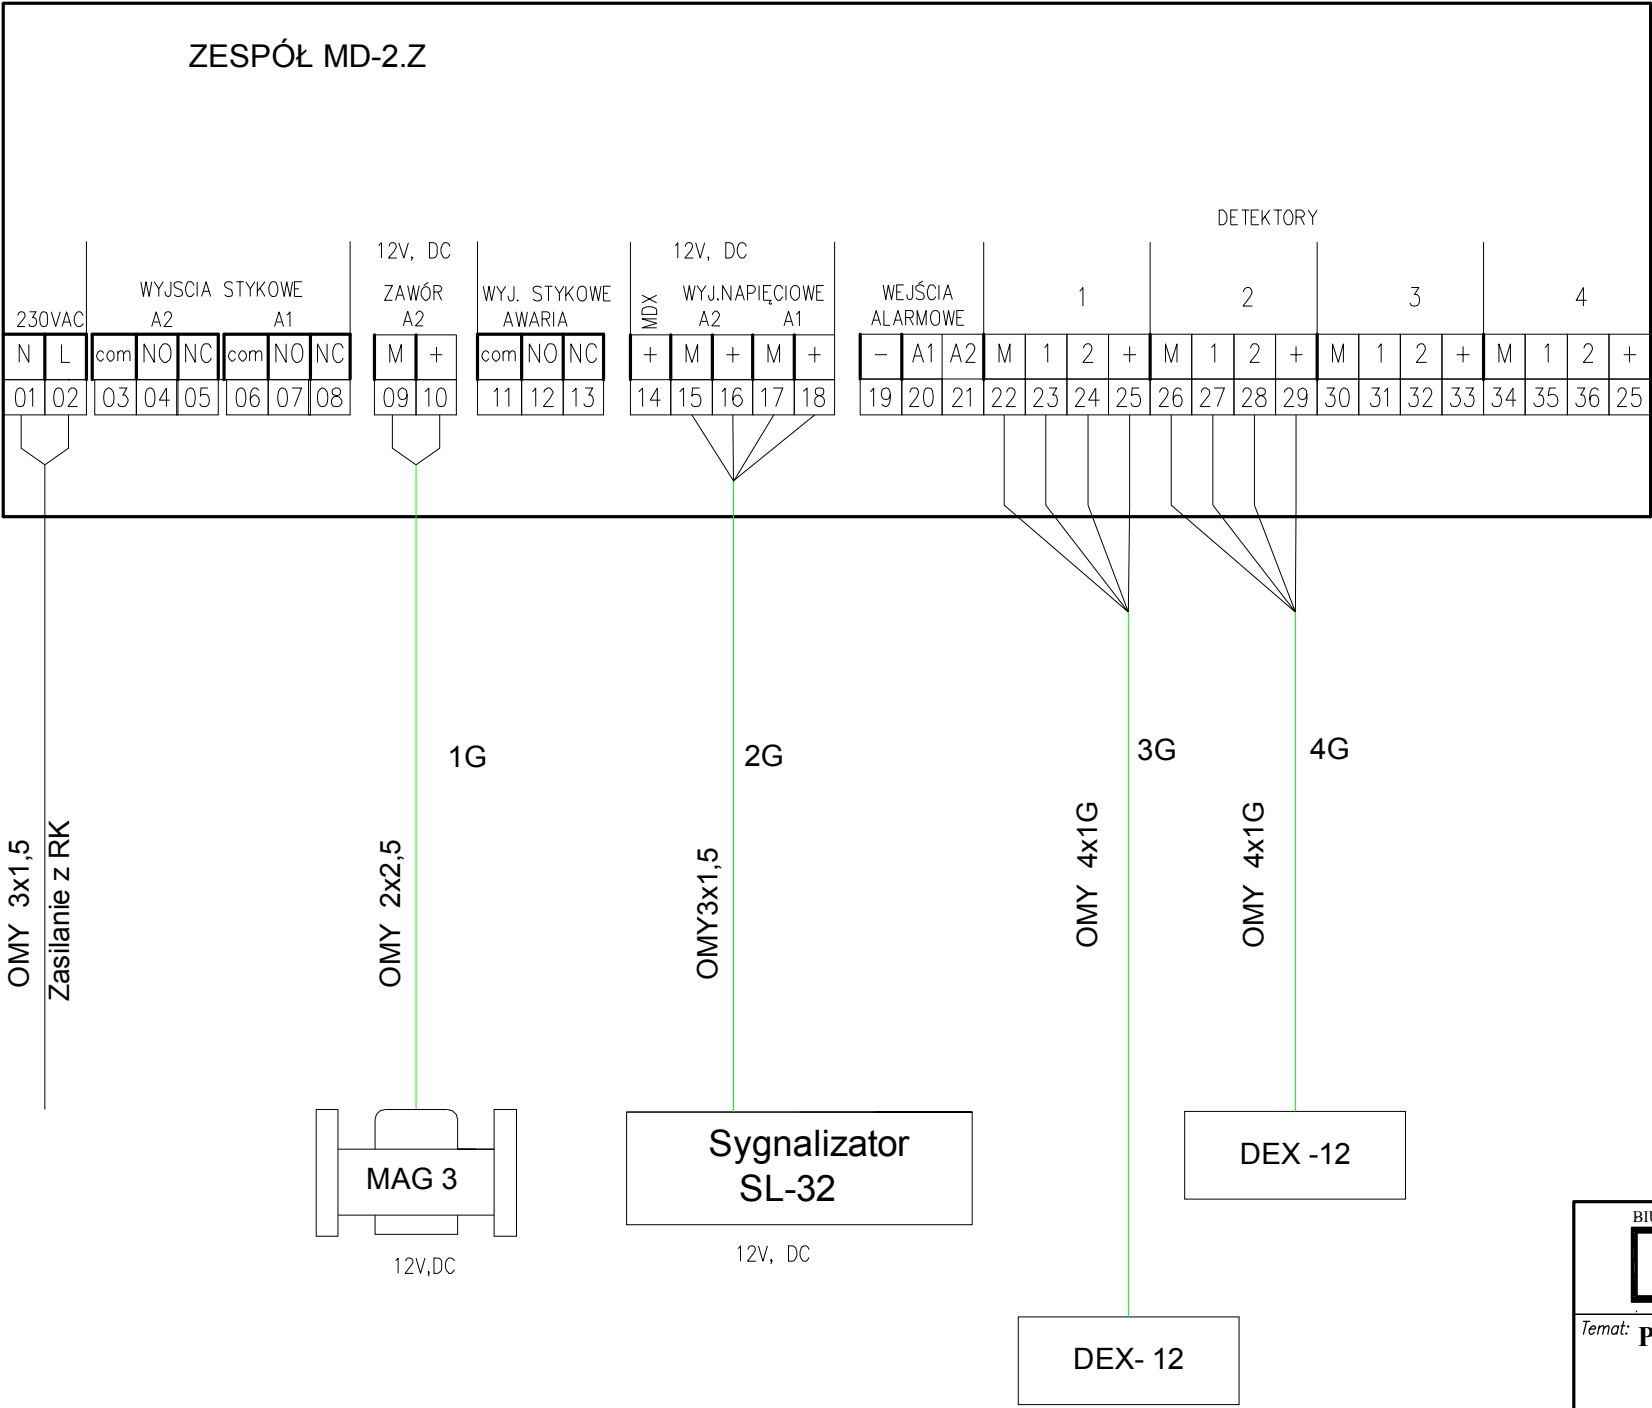 ZESPÓŁ MD-2.Z
DETEKTORY
12V, DC
12V, DC
WYJSCIA STYKOWE
ZAWÓR
WYJ. STYKOWE
MDX
WYJ.NAPIĘCIOWE
WEJŚCIA
1
2
3
4
230VAC
A2
A1
A2
AWARIA
A2
A1
ALARMOWE
N L com NO NC com NO NC M + com NO NC + M + M + - A1 A2 M 1 2 + M 1 2 + M 1 2 + M 1 2 +
01 02 03 04 05 06 07 08 09 10 11 12 13 14 15 16 17 18 19 20 21 22 23 24 25 26 27 28 29 30 31 32 33 34 35 36 25
1G
2G
3G
4G
OMY 3x1,5
Zasilanie z RK
OMY 2x2,5
OMY3x1,5
OMY 4x1G
OMY 4x1G
MAG 3
12V,DC
Sygnalizator
SL-32
12V, DC
DEX -12
DEX- 12
Temat: P